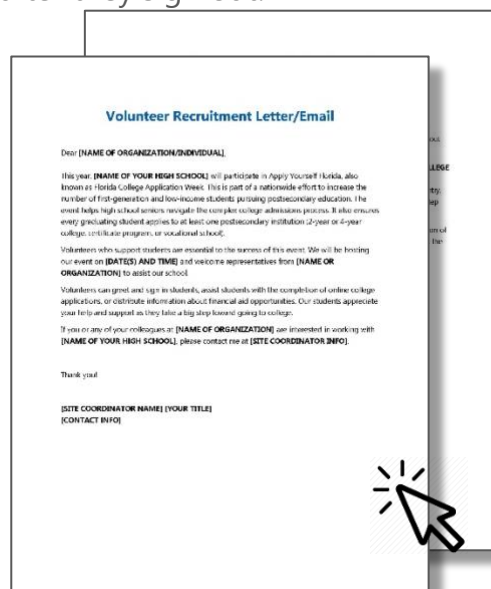 Volunteer Recruitment Letter/Email
Dear [NAME OF ORGANIZATION/INDIVIDUAL],
This year, [NAME OF YOUR HIGH SCHOOL] will participate in Apply Yourself Florida, also
known as Florida College Application Week. This is part of a nationwide effort to increase the
number of first-generation and low-income students pursuing postsecondary education. The
event helps high school seniors navigate the complex college admissions process. It also ensures
every graduating student applies to at least one postsecondary institution (2-year or 4-year
college, certificate program, or vocational school).
Volunteers who support students are essential to the success of this event. We will be hosting
our event on [DATE(S) AND TIME] and welcome representatives from [NAME OR
ORGANIZATION] to assist our school.
Volunteers can greet and sign in students, assist students with the completion of online college
applications, or distribute information about financial aid opportunities. Our students appreciate
your help and support as they take a big step toward going to college.
If you or any of your colleagues at [NAME OF ORGANIZATION] are interested in working with
[NAME OF YOUR HIGH SCHOOL], please contact me at [SITE COORDINATOR INFO].
Thank you!
[SITE COORDINATOR NAME] [YOUR TITLE]
[CONTACT INFO]